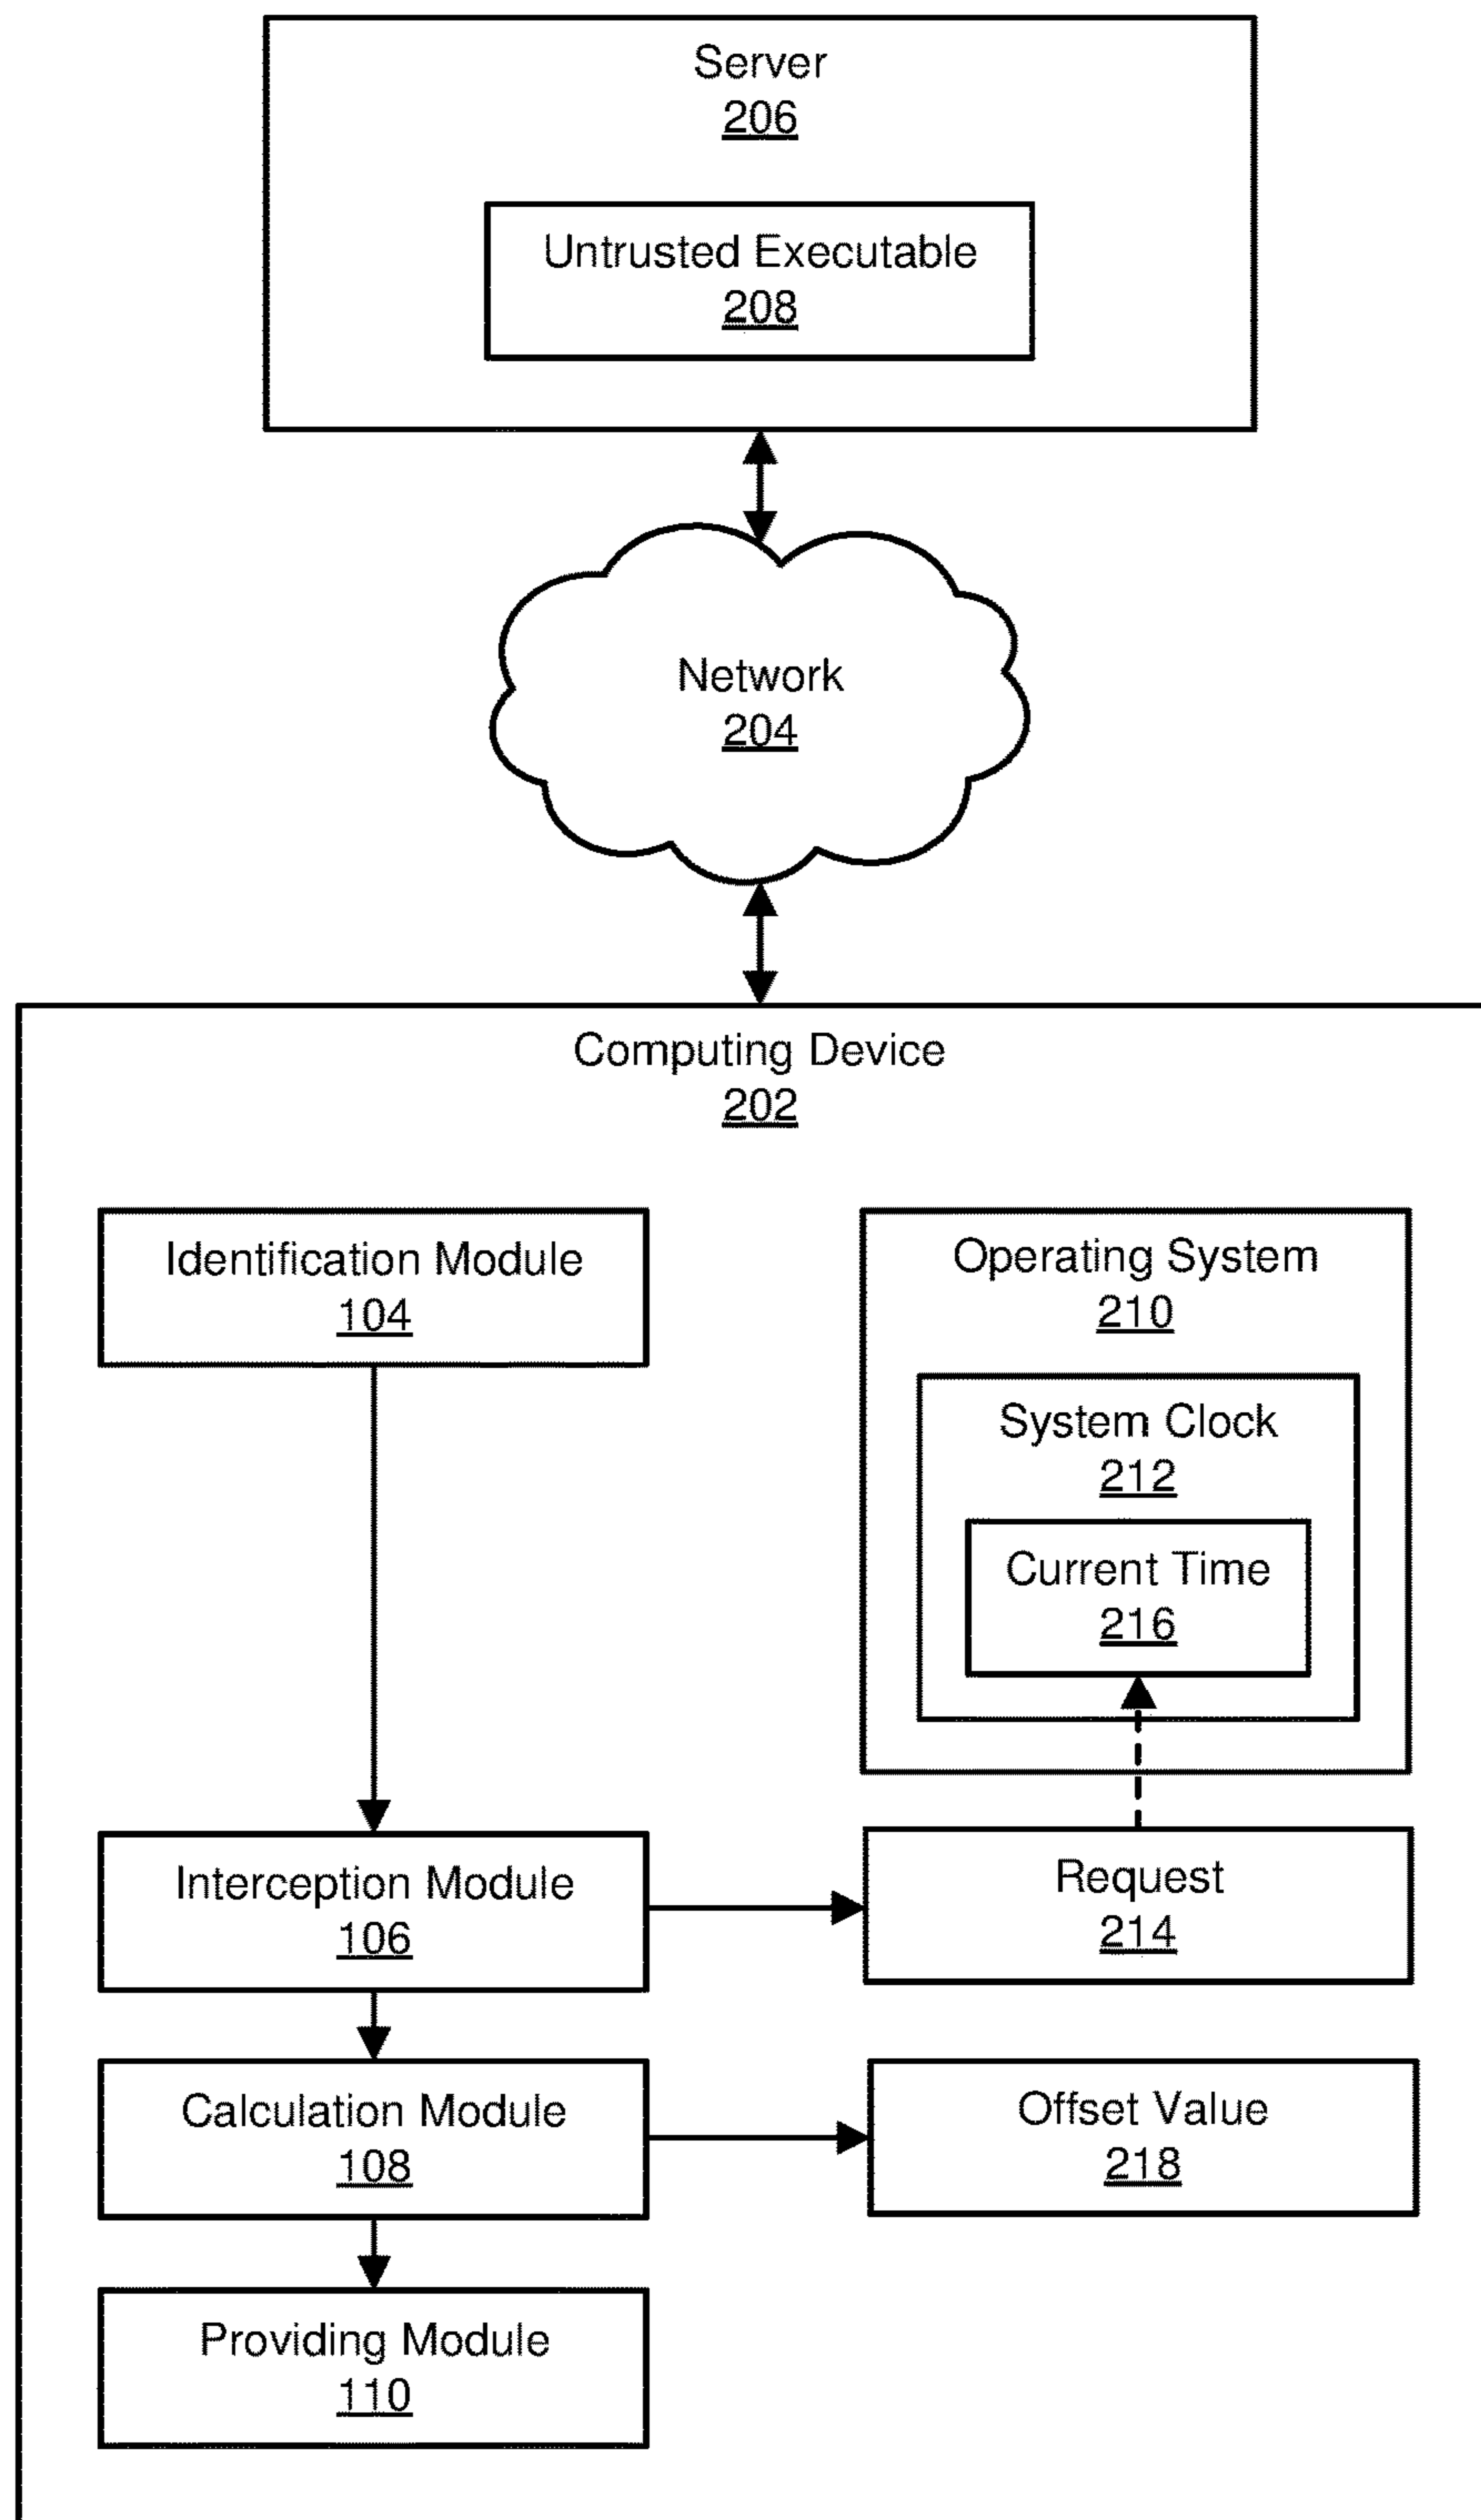 Server
206
Untrusted Executable
208
Network
204
Computing Device
202
Identification Module
104
Operating System
210
System Clock
212
Current Time
216
Interception Module
106
Request
214
Calculation Module
108
Offset Value
218
Providing Module
110